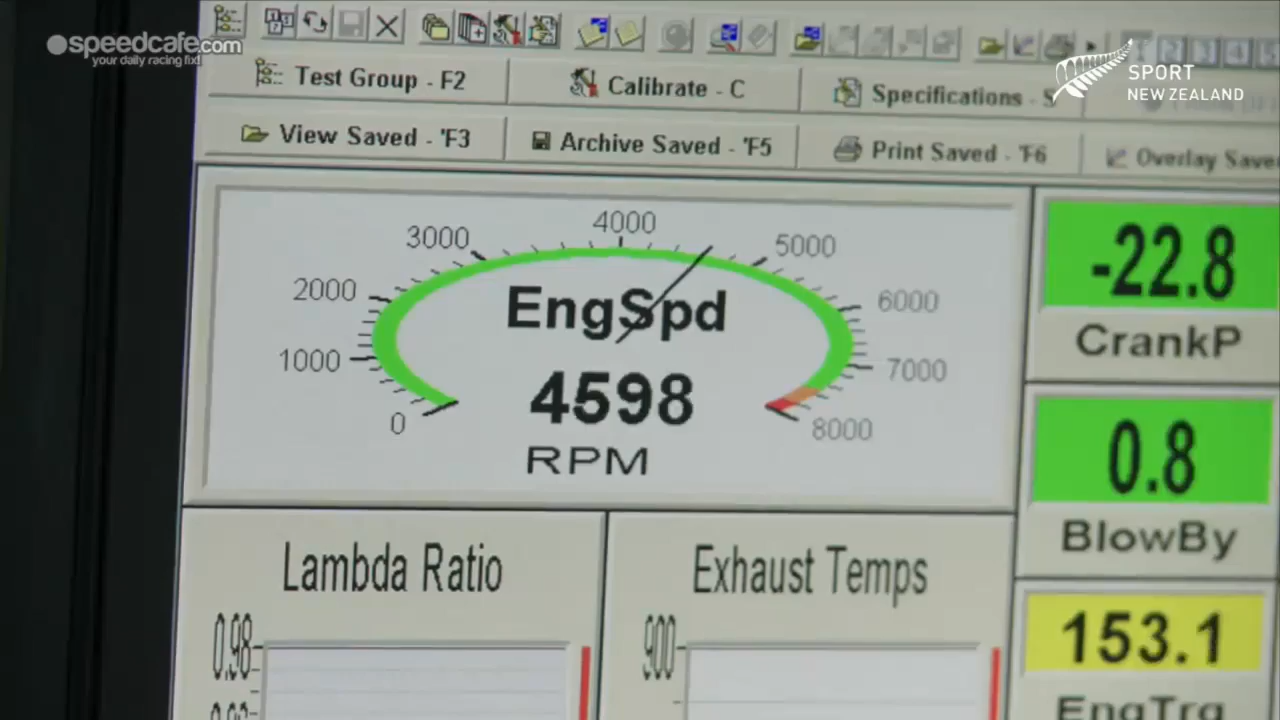 speedcafe.com
your daily racing fix!
SPORT
NEW ZEALAND
Test Group - F2
Calibrate - C
Specifications - S
View Saved - 'F3
Archive Saved - 'F5
Print Saved - 'F6
Overlay Saved
0
1000
2000
3000
4000
5000
6000
7000
8000
EngSpd
4598
RPM
-22.8
CrankP
0.8
BlowBy
153.1
EngTrq
Lambda Ratio
0.98
Exhaust Temps
900